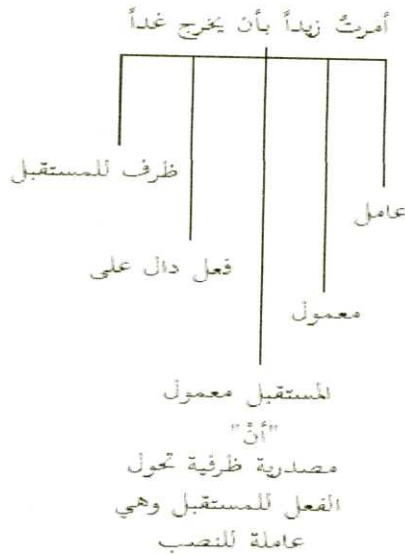 أمرتُ زيداً بأن يخرج غداً
ظرف للمستقبل
عامل
فعل دال على
معمول
المستقبل معمول
"أنْ"
مصدرية ظرفية تحول
الفعل للمستقبل وهي
عاملة للنصب